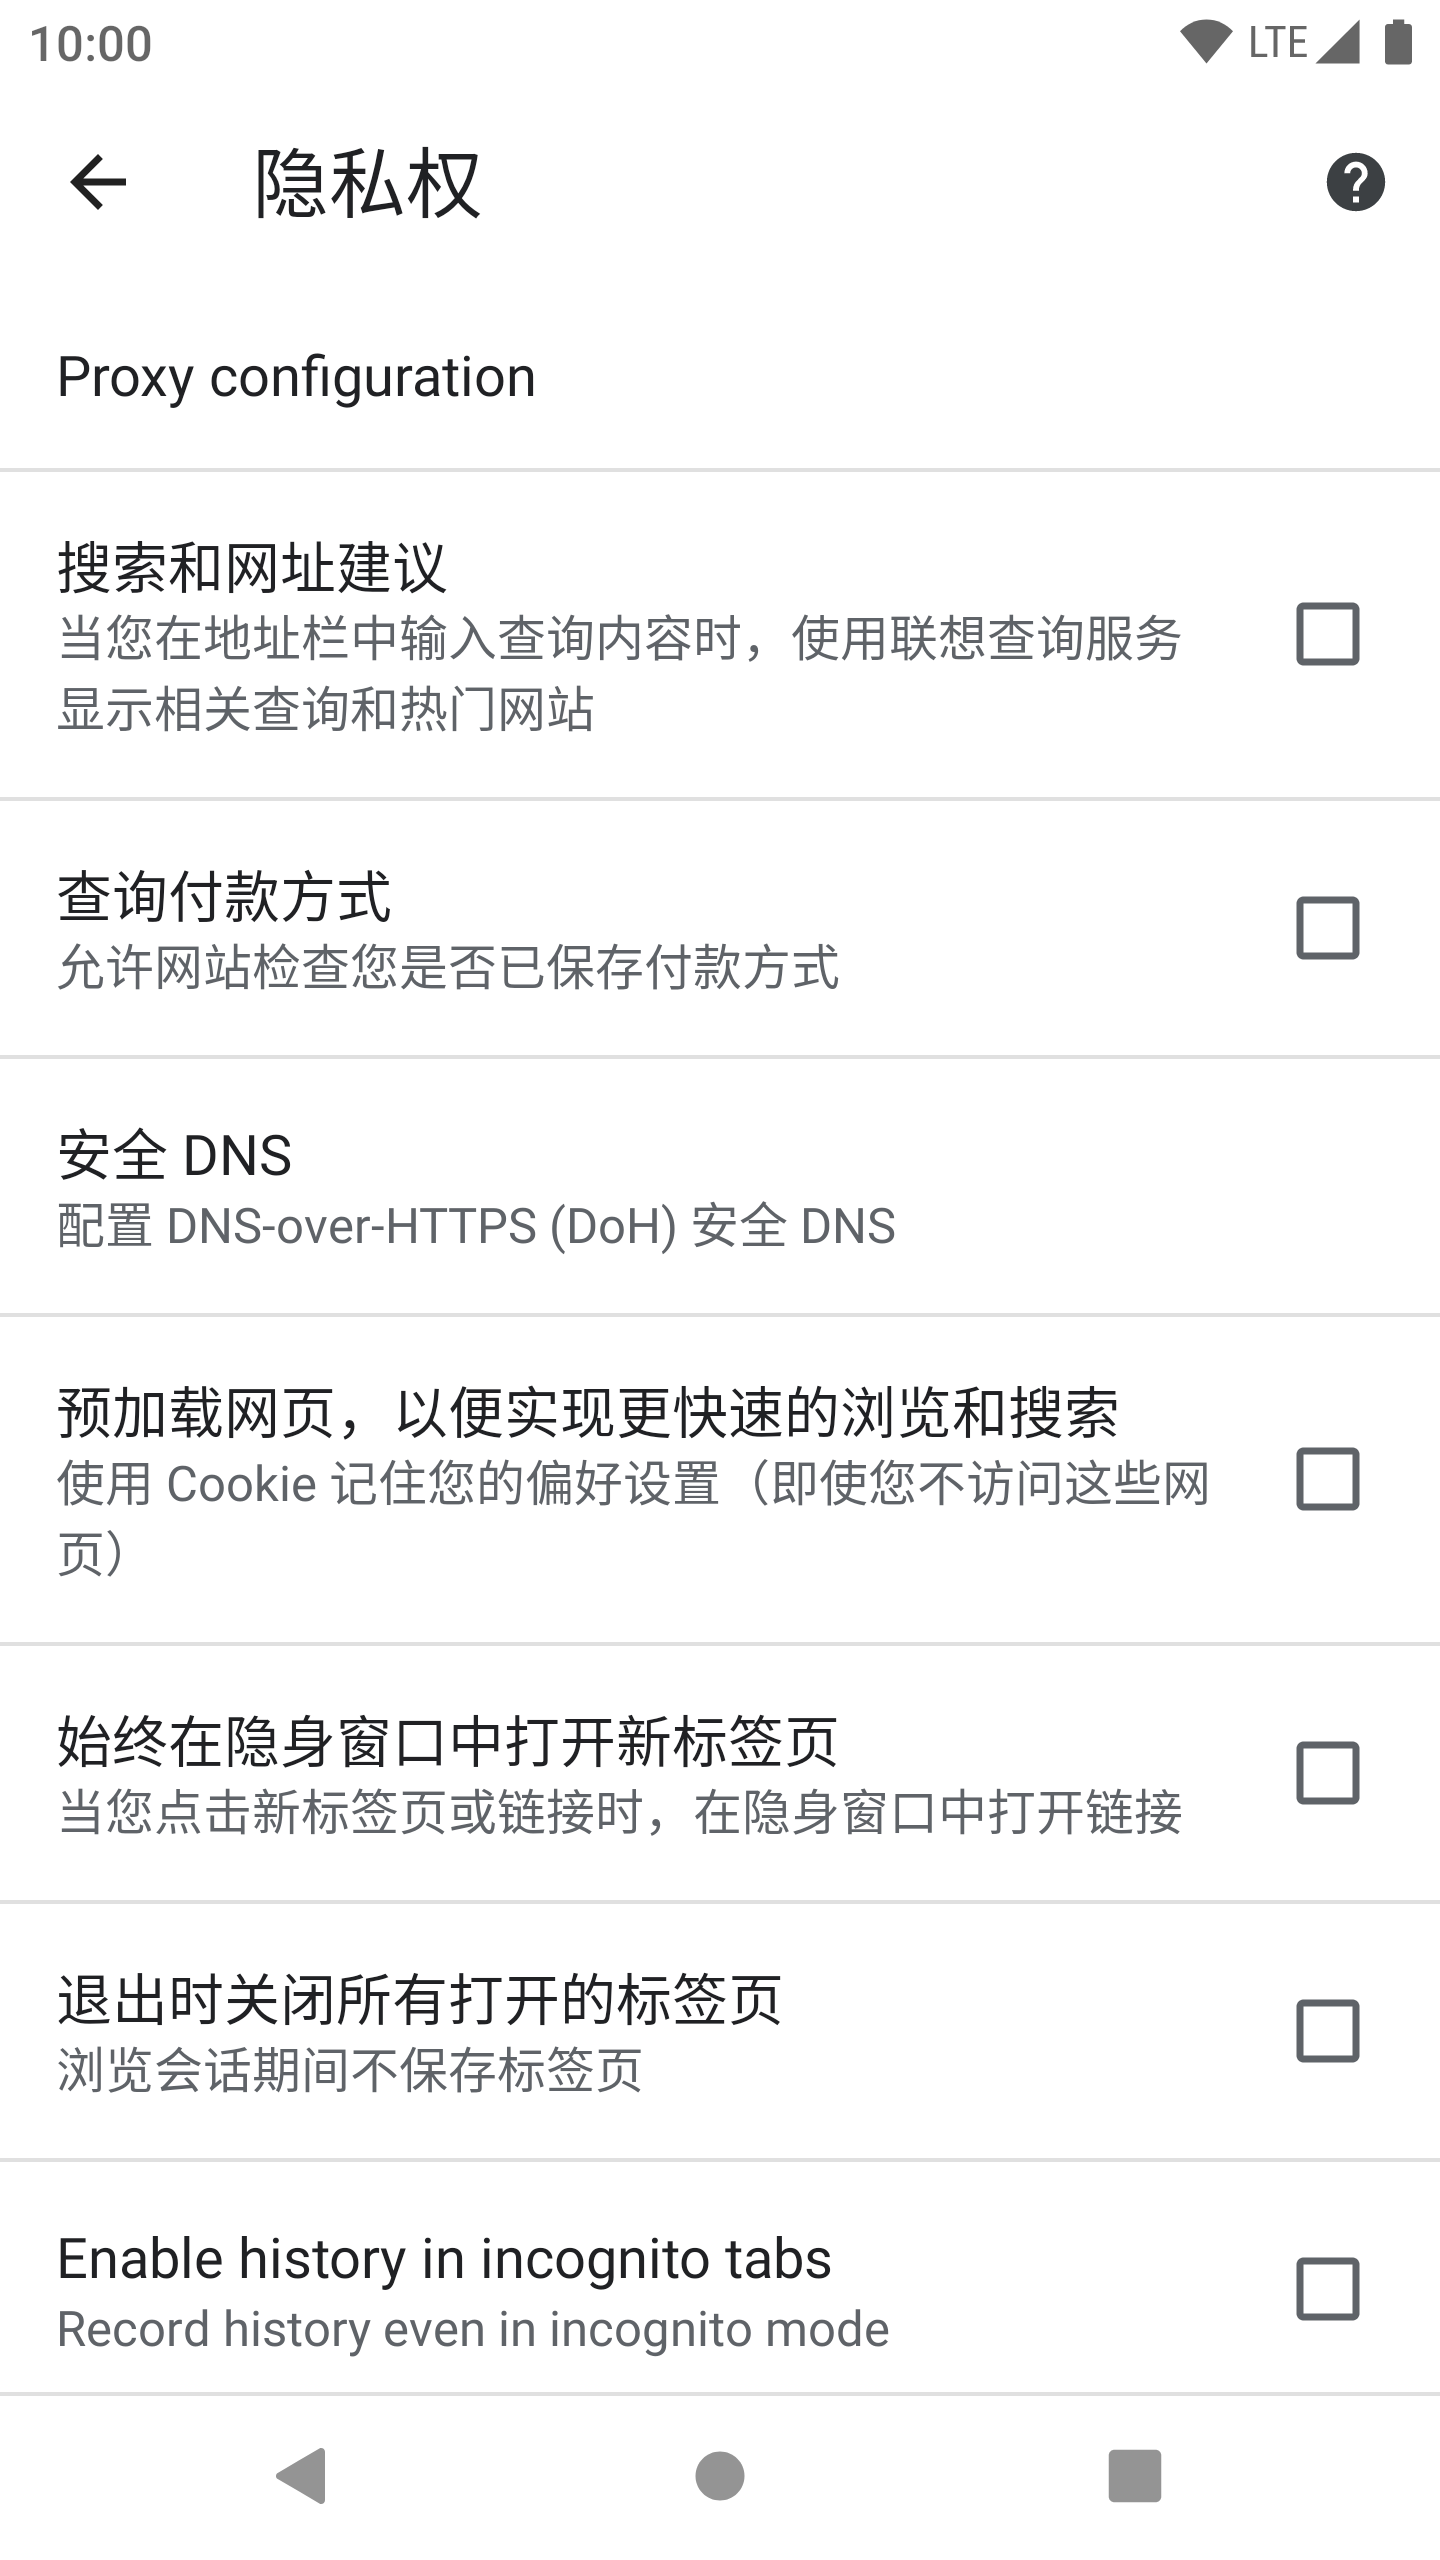 10:00
LTE
隐私权
Proxy configuration
搜索和网址建议
当您在地址栏中输入查询内容时，使用联想查询服务
显示相关查询和热门网站
查询付款方式
允许网站检查您是否已保存付款方式
安全 DNS
配置 DNS-over-HTTPS (DoH) 安全 DNS
预加载网页，以便实现更快速的浏览和搜索
使用 Cookie 记住您的偏好设置（即使您不访问这些网
页）
始终在隐身窗口中打开新标签页
当您点击新标签页或链接时，在隐身窗口中打开链接
退出时关闭所有打开的标签页
浏览会话期间不保存标签页
Enable history in incognito tabs
Record history even in incognito mode